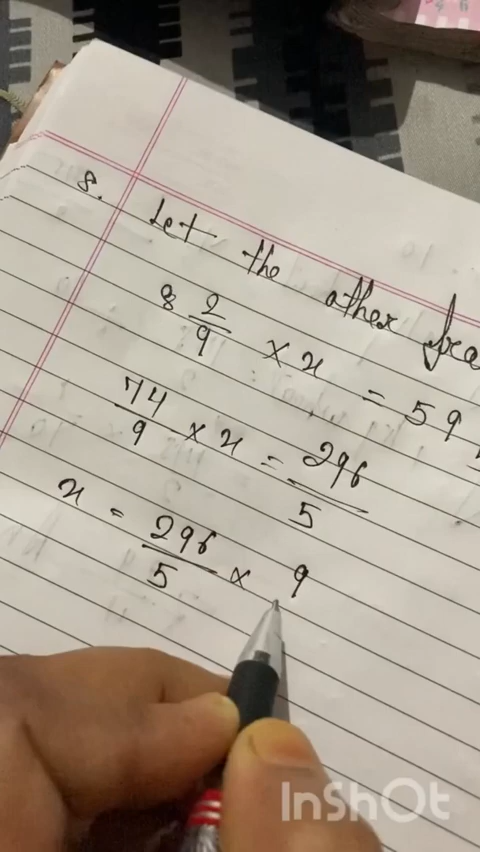 8. Let the other
8 2/9 × x = 59
74/9 × x = 296/5
x = 296/5 × 9
InShOt